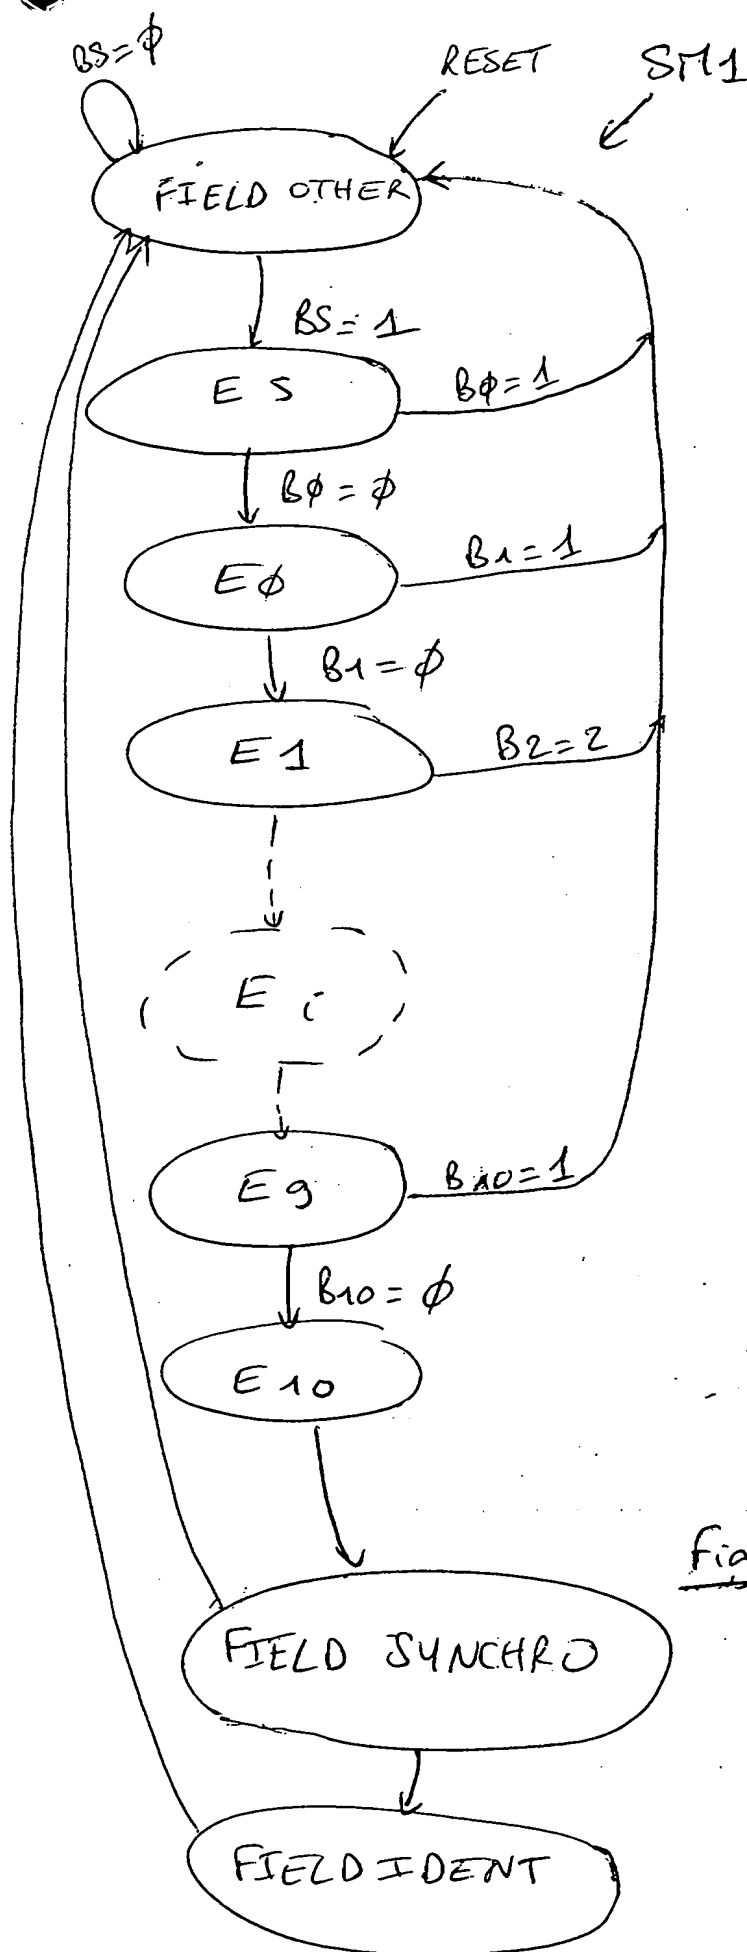 BS=ϕ
RESET
SM1
FIELD OTHER
BS=1
ES
Bϕ=1
Bϕ=ϕ
Eϕ
B1=1
B1=ϕ
E1
B2=2
Ei
E9
B10=1
B10=ϕ
E10
FIELD SYNCHRO
FIELD IDENT